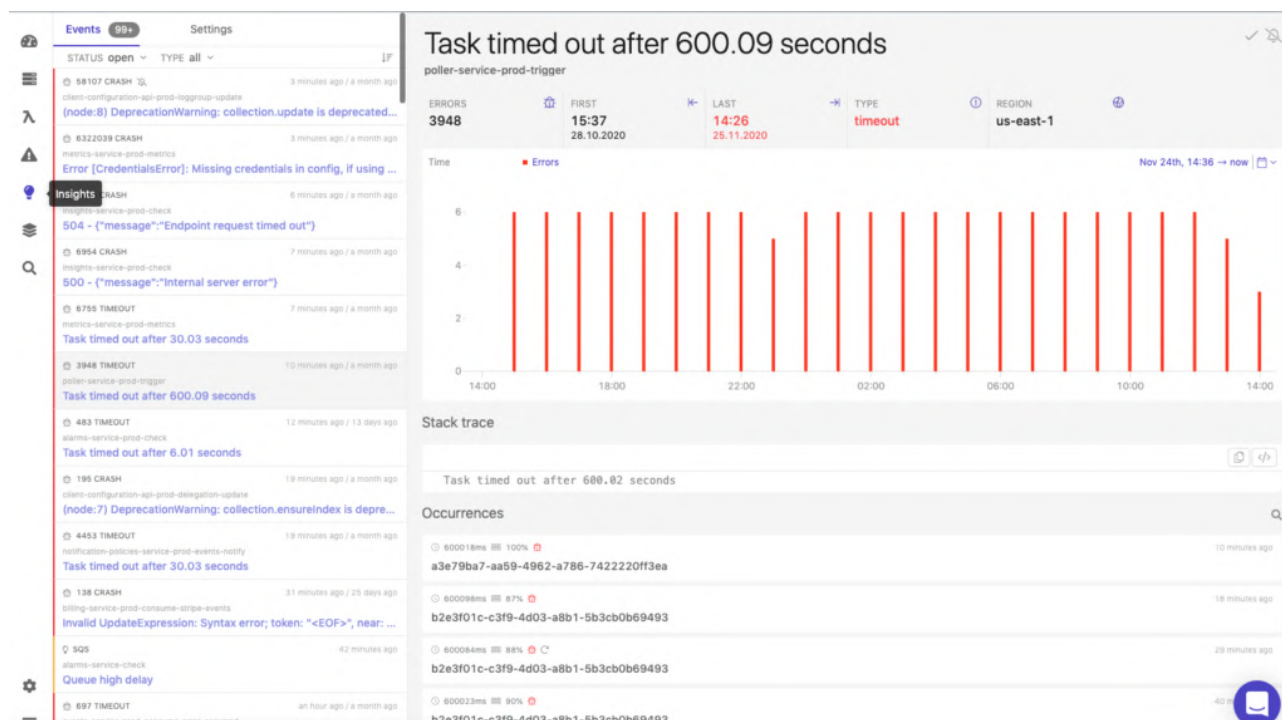 Events 99+ Settings
STATUS open TYPE all
58107 CRASH 3 minutes ago / a month ago
client-configuration-api-prod-loggroup-update
(node:8) DeprecationWarning: collection.update is deprecated...
6322039 CRASH 3 minutes ago / a month ago
metrics-service-prod-metrics
Error [CredentialsError]: Missing credentials in config, if using ...
Insights
CRASH 6 minutes ago / a month ago
insights-service-prod-check
504 - {"message":"Endpoint request timed out"}
6954 CRASH 7 minutes ago / a month ago
insights-service-prod-check
500 - {"message":"Internal server error"}
6755 TIMEOUT 7 minutes ago / a month ago
metrics-service-prod-metrics
Task timed out after 30.03 seconds
3948 TIMEOUT 10 minutes ago / a month ago
poller-service-prod-trigger
Task timed out after 600.09 seconds
483 TIMEOUT 12 minutes ago / 13 days ago
alarms-service-prod-check
Task timed out after 6.01 seconds
195 CRASH 19 minutes ago / a month ago
client-configuration-api-prod-delegation-update
(node:7) DeprecationWarning: collection.ensureIndex is depre...
4453 TIMEOUT 19 minutes ago / a month ago
notification-policies-service-prod-events-notify
Task timed out after 30.03 seconds
138 CRASH 31 minutes ago / 25 days ago
billing-service-prod-consume-stripe-events
Invalid UpdateExpression: Syntax error; token: "<EOF>", near: ...
SQS 42 minutes ago
alarms-service-check
Queue high delay
697 TIMEOUT an hour ago / a month ago
Task timed out after 600.09 seconds
poller-service-prod-trigger
ERRORS FIRST LAST TYPE REGION
3948 15:37 14:26 timeout us-east-1
28.10.2020 25.11.2020
Time Errors Nov 24th, 14:36 → now
6
4
2
0
14:00 18:00 22:00 02:00 06:00 10:00 14:00
Stack trace
</>
Task timed out after 600.02 seconds
Occurrences
600018ms 100% 10 minutes ago
a3e79ba7-aa59-4962-a786-7422220ff3ea
600098ms 87% 18 minutes ago
b2e3f01c-c3f9-4d03-a8b1-5b3cb0b69493
600084ms 88% 29 minutes ago
b2e3f01c-c3f9-4d03-a8b1-5b3cb0b69493
600023ms 90% 40
b2e3f01c-c3f9-4d03-a8b1-5b3cb0b69493